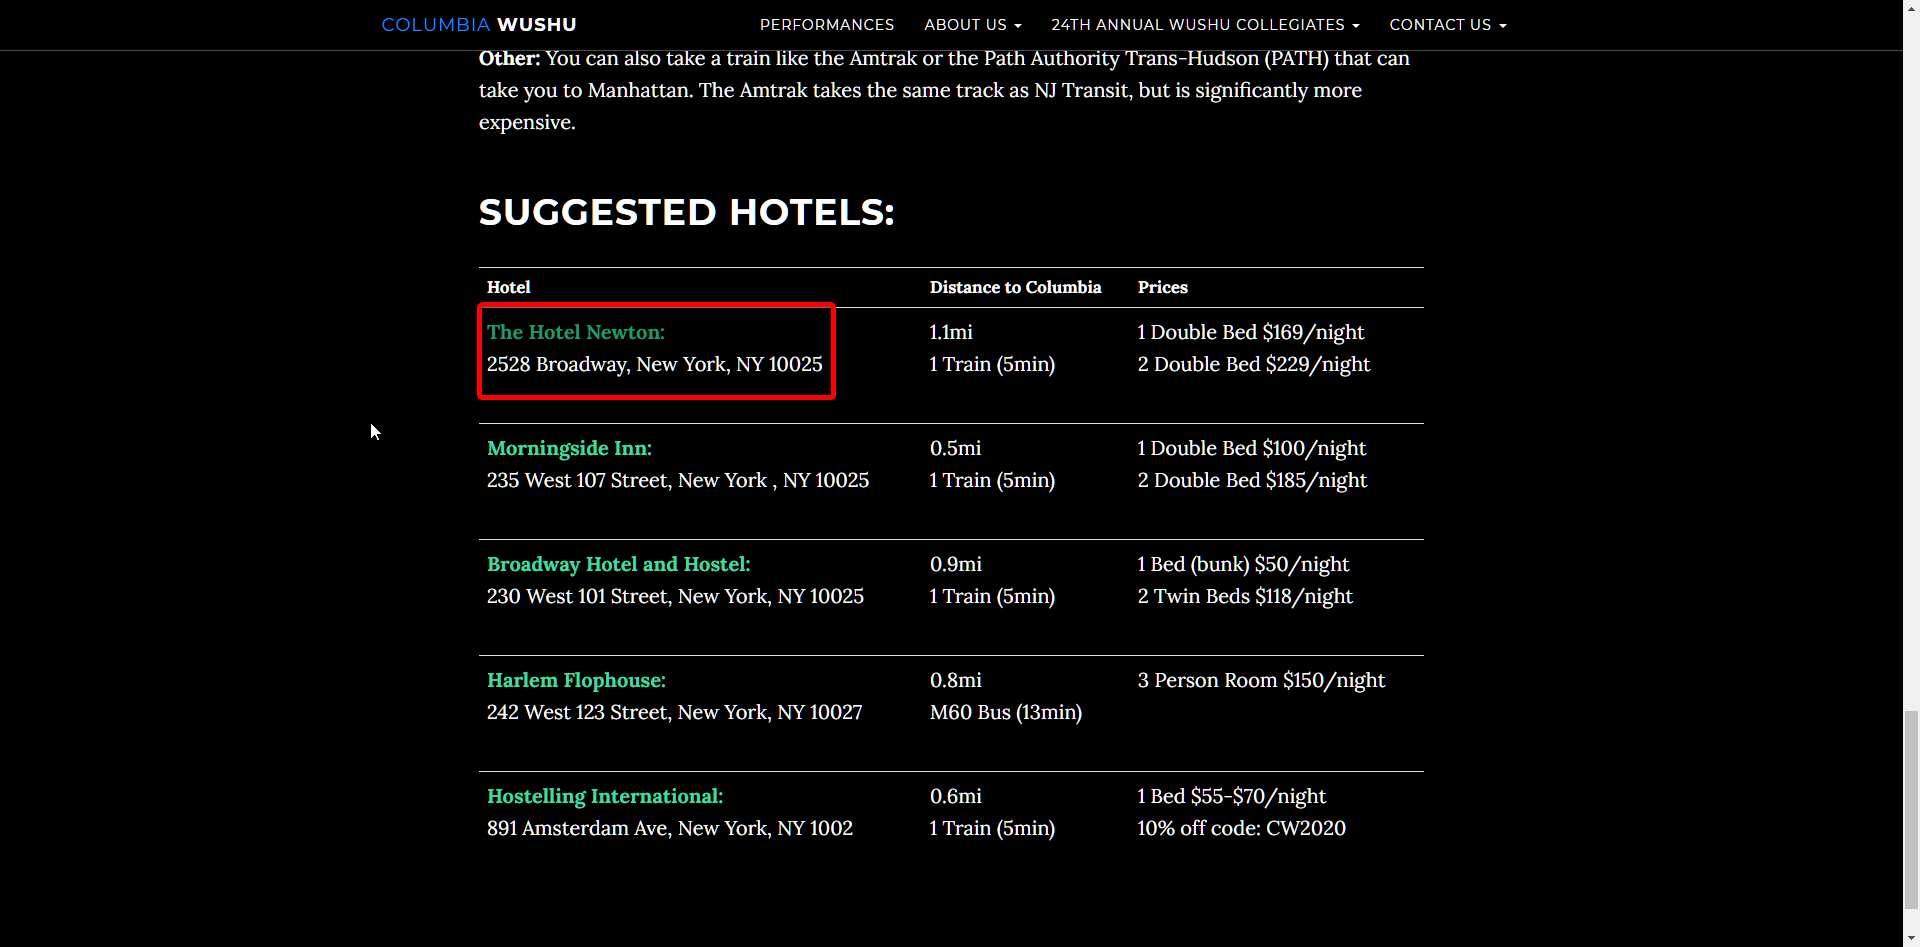 COLUMBIA WUSHU PERFORMANCES ABOUT US 24TH ANNUAL WUSHU COLLEGIATES CONTACT US
Other: You can also take a train like the Amtrak or the Path Authority Trans-Hudson (PATH) that can
take you to Manhattan. The Amtrak takes the same track as NJ Transit, but is significantly more
expensive.
SUGGESTED HOTELS:
Hotel Distance to Columbia Prices
The Hotel Newton: 1.1mi 1 Double Bed $169/night
2528 Broadway, New York, NY 10025 1 Train (5min) 2 Double Bed $229/night
Morningside Inn: 0.5mi 1 Double Bed $100/night
235 West 107 Street, New York , NY 10025 1 Train (5min) 2 Double Bed $185/night
Broadway Hotel and Hostel: 0.9mi 1 Bed (bunk) $50/night
230 West 101 Street, New York, NY 10025 1 Train (5min) 2 Twin Beds $118/night
Harlem Flophouse: 0.8mi 3 Person Room $150/night
242 West 123 Street, New York, NY 10027 M60 Bus (13min)
Hostelling International: 0.6mi 1 Bed $55-$70/night
891 Amsterdam Ave, New York, NY 1002 1 Train (5min) 10% off code: CW2020